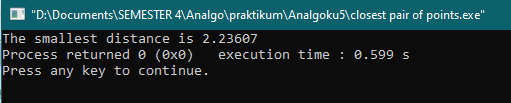 "D:\Documents\SEMESTER 4\Analgo\praktikum\Analgoku5\closest pair of points.exe"
The smallest distance is 2.23607
Process returned 0 (0x0)   execution time : 0.599 s
Press any key to continue.